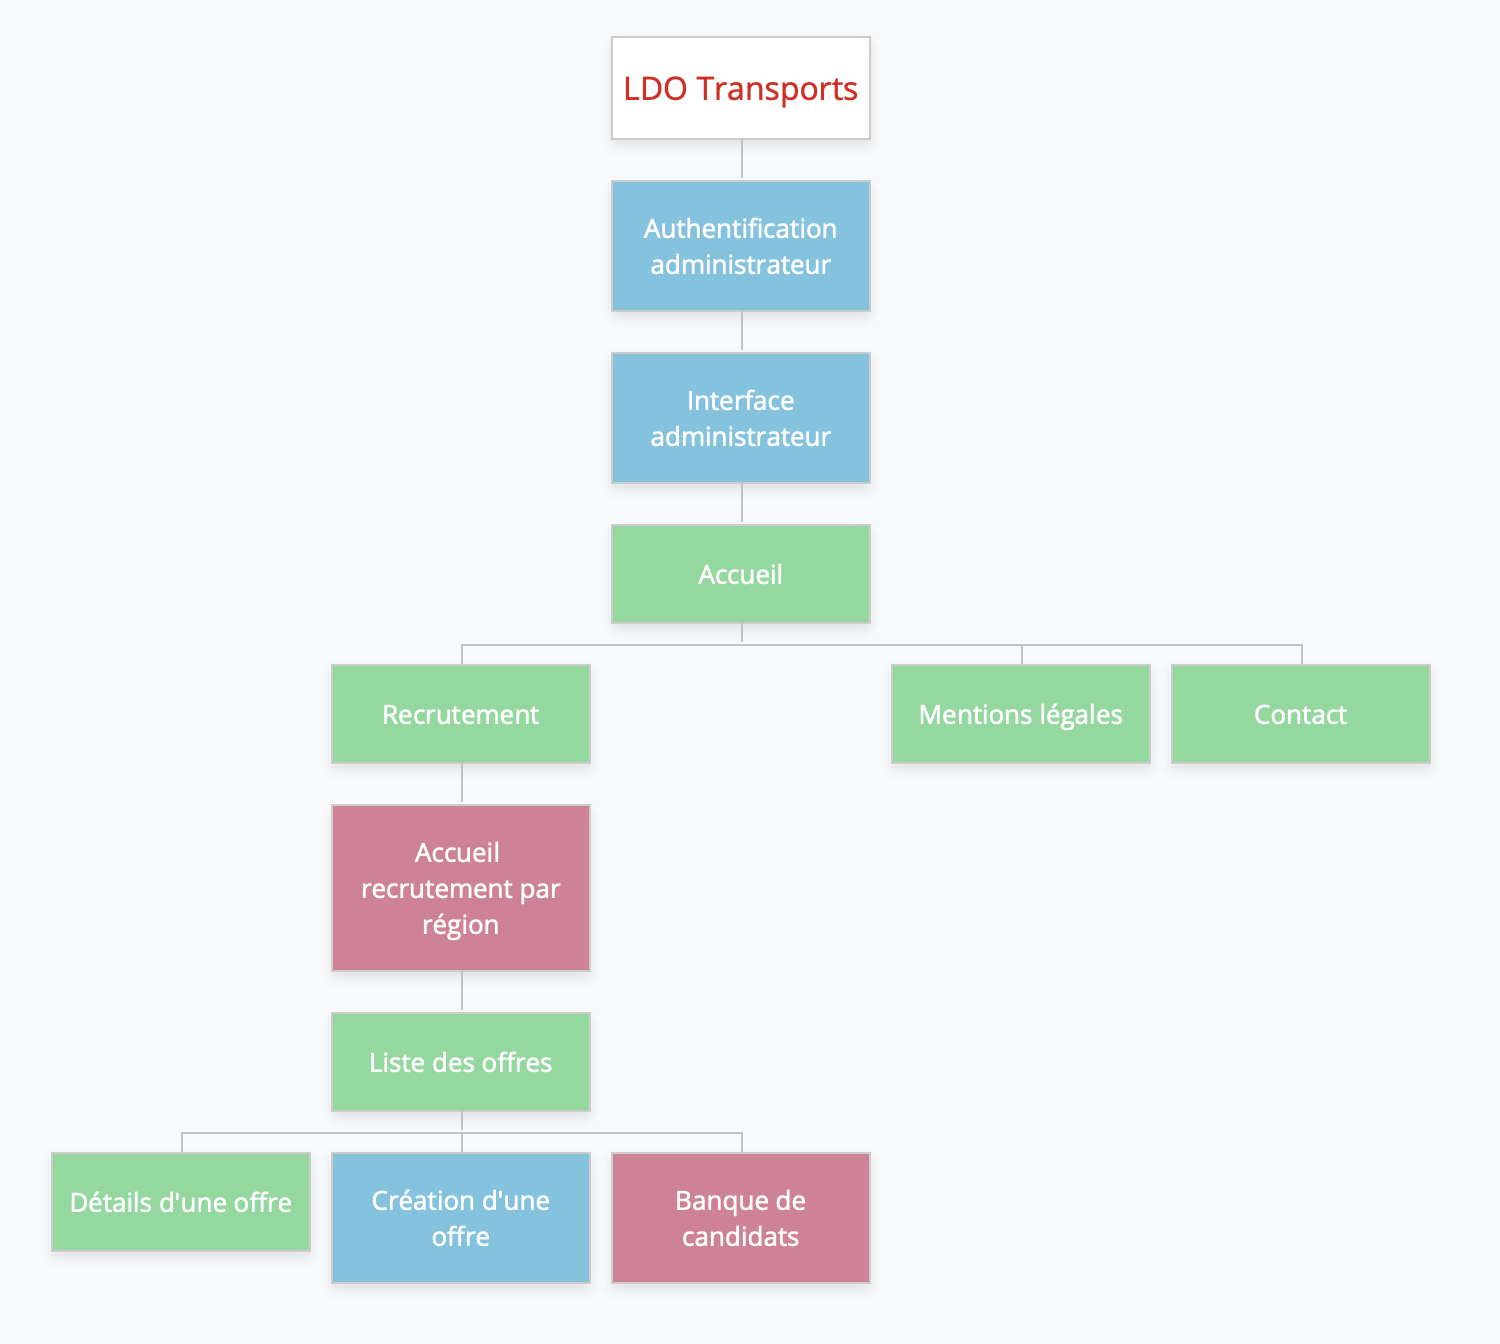 LDO Transports
Authentification
administrateur
Interface
administrateur
Accueil
Recrutement
Mentions légales
Contact
Accueil
recrutement par
région
Liste des offres
Détails d'une offre
Création d'une
offre
Banque de
candidats